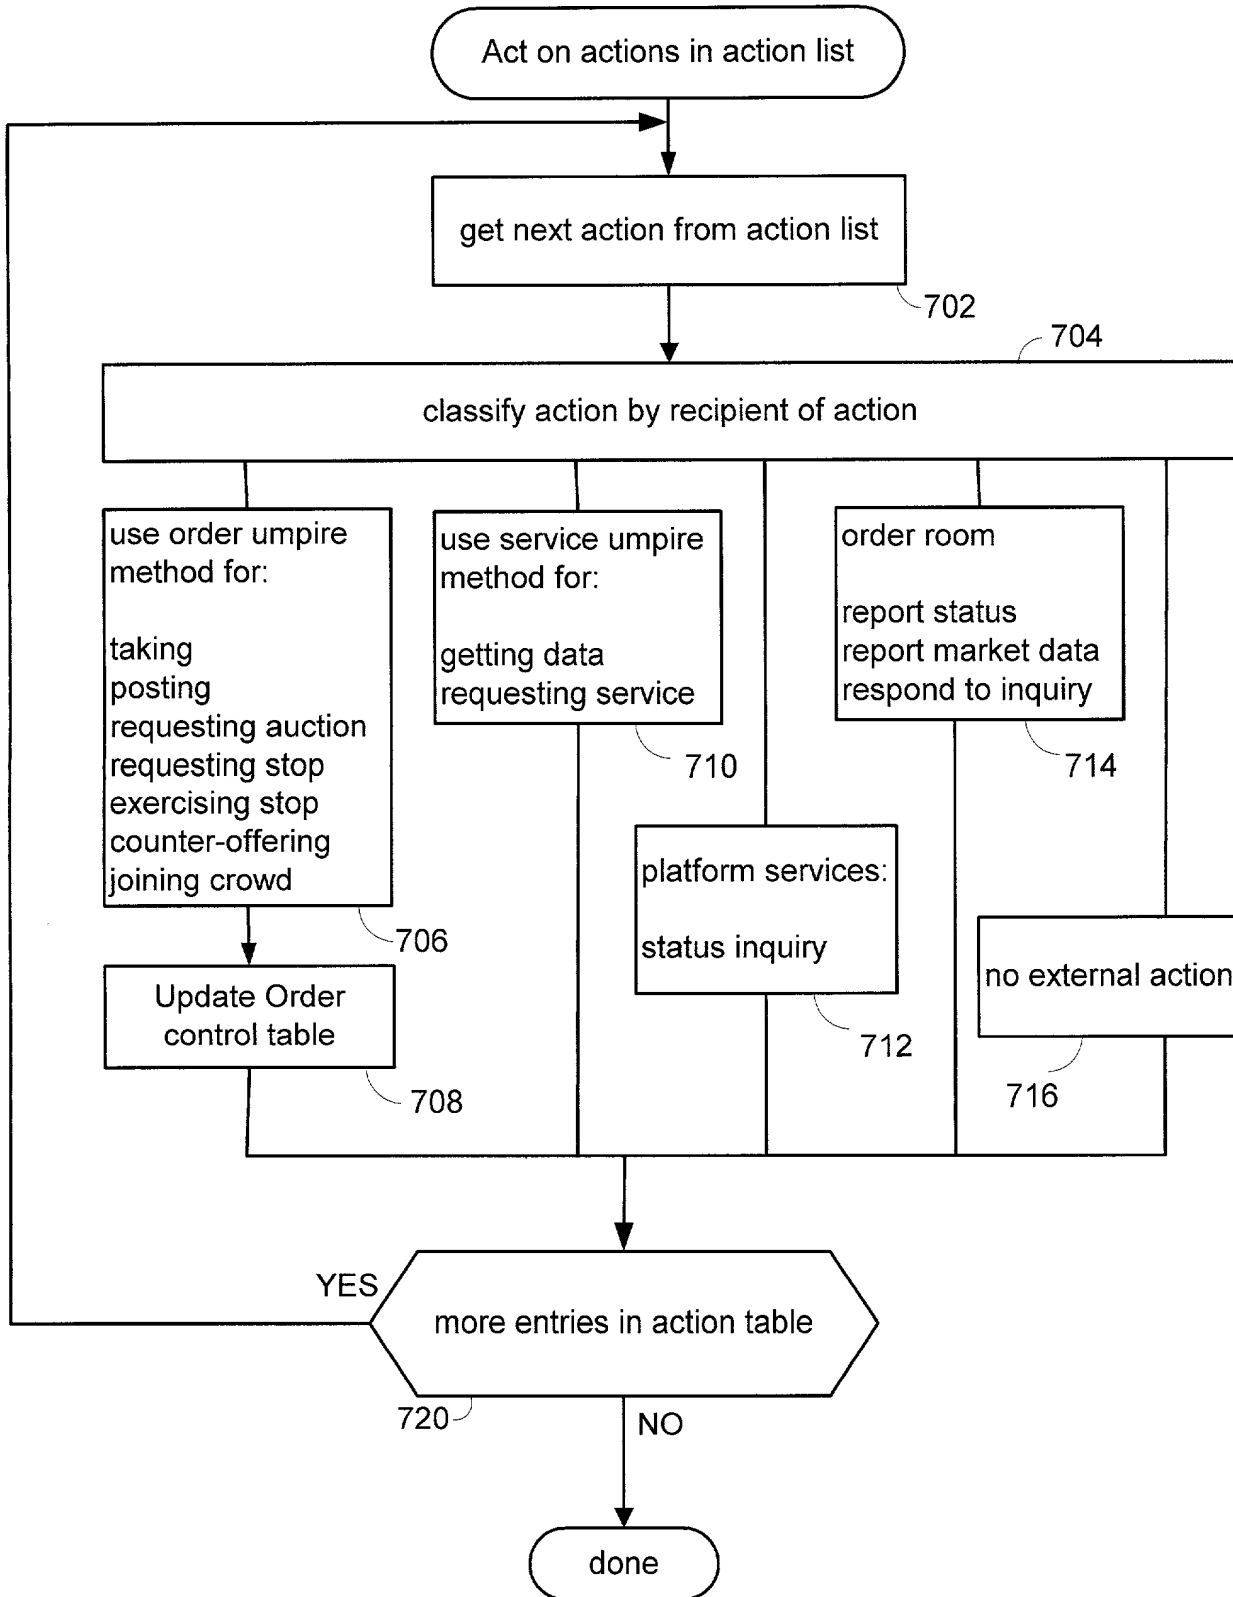 Act on actions in action list
get next action from action list
702
704
classify action by recipient of action
use order umpire
method for:
taking
posting
requesting auction
requesting stop
exercising stop
counter-offering
joining crowd
706
Update Order
control table
708
use service umpire
method for:
getting data
requesting service
710
platform services:
status inquiry
712
order room
report status
report market data
respond to inquiry
714
no external action
716
YES
more entries in action table
720
NO
done